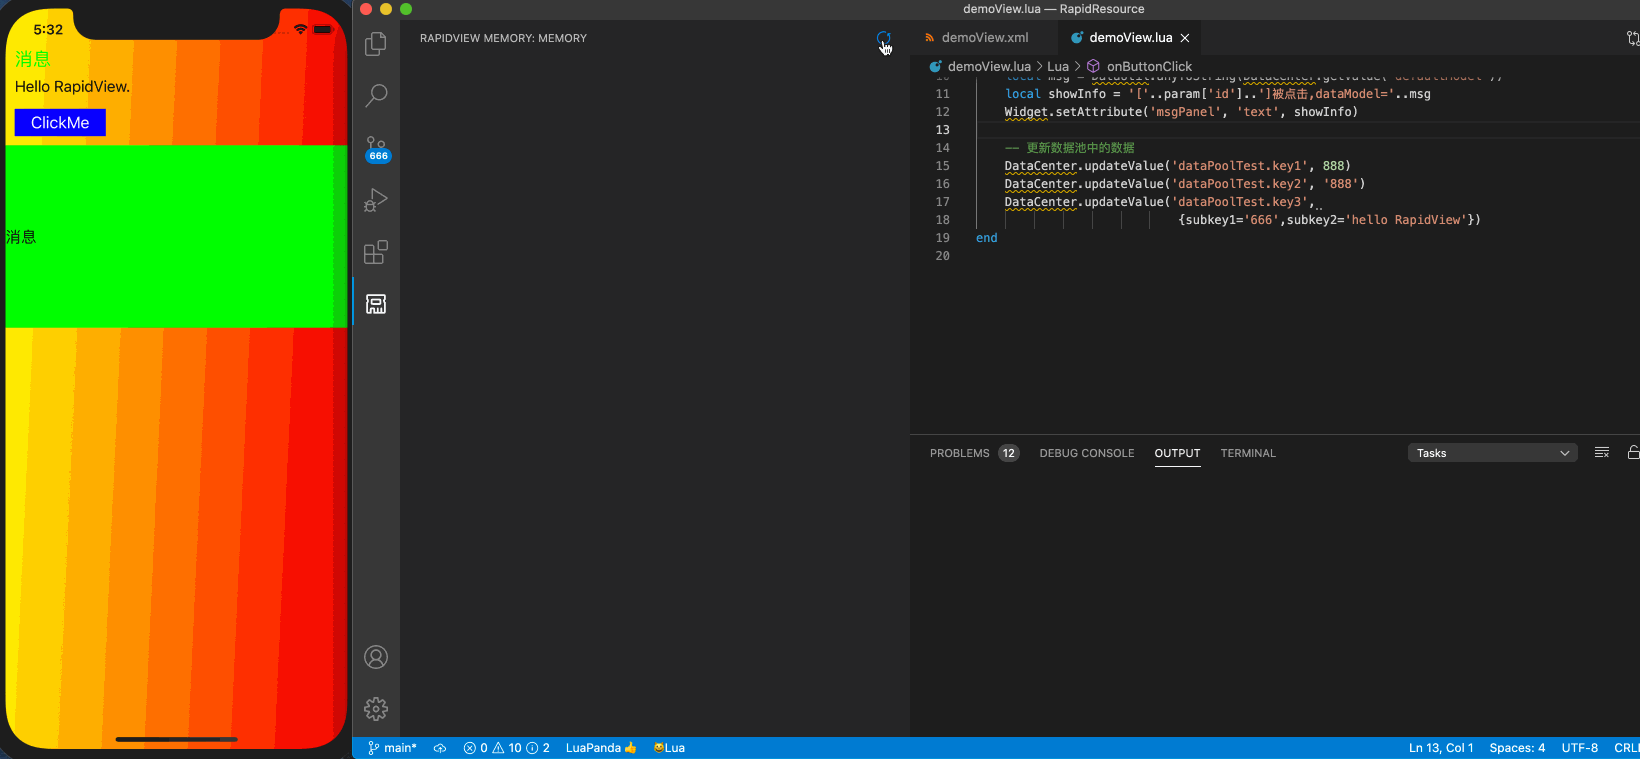 5:32
消息
Hello RapidView.
ClickMe
消息
demoView.lua — RapidResource
RAPIDVIEW MEMORY: MEMORY
666
demoView.xml
demoView.lua
demoView.lua > Lua > onButtonClick
11 local showInfo = '['..param['id']..']被点击,dataModel='..msg
12 Widget.setAttribute('msgPanel', 'text', showInfo)
13
14 -- 更新数据池中的数据
15 DataCenter.updateValue('dataPoolTest.key1', 888)
16 DataCenter.updateValue('dataPoolTest.key2', '888')
17 DataCenter.updateValue('dataPoolTest.key3',
18 {subkey1='666',subkey2='hello RapidView'})
19 end
20
PROBLEMS 12 DEBUG CONSOLE OUTPUT TERMINAL Tasks
main* 0 10 2 LuaPanda👍 😄Lua Ln 13, Col 1 Spaces: 4 UTF-8